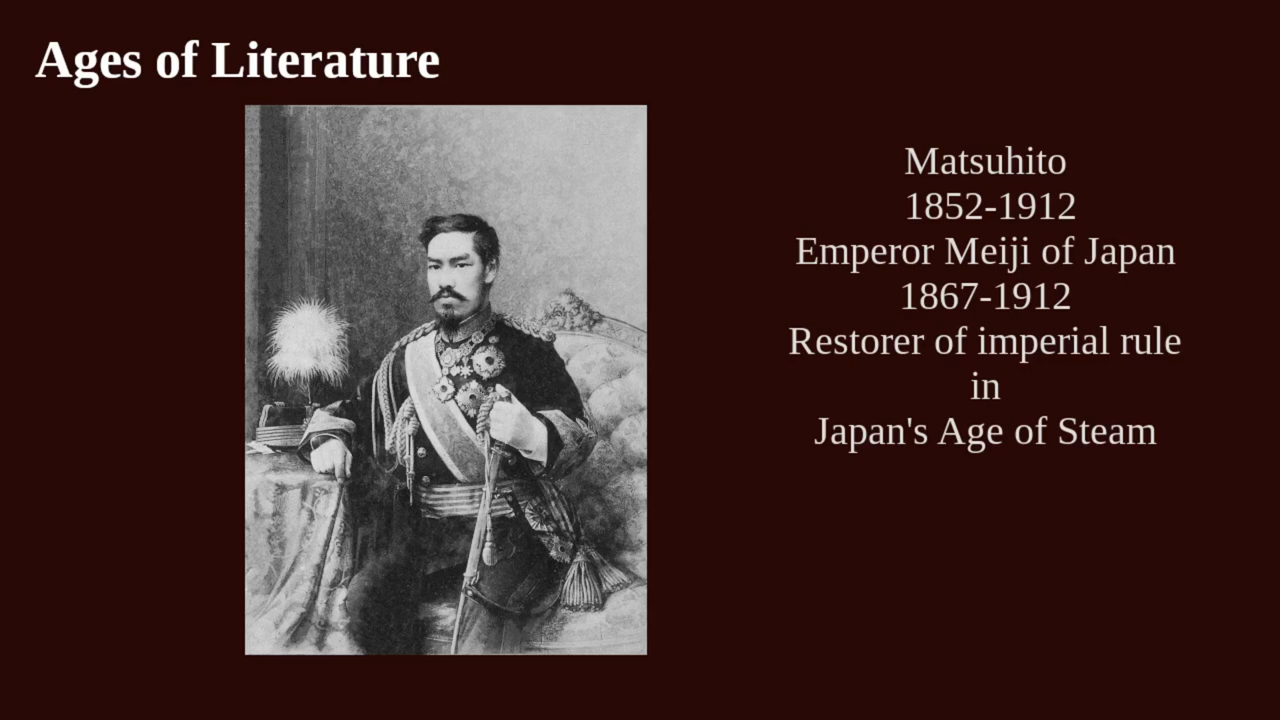 Ages of Literature
Matsuhito
1852-1912
Emperor Meiji of Japan
1867-1912
Restorer of imperial rule
in
Japan's Age of Steam